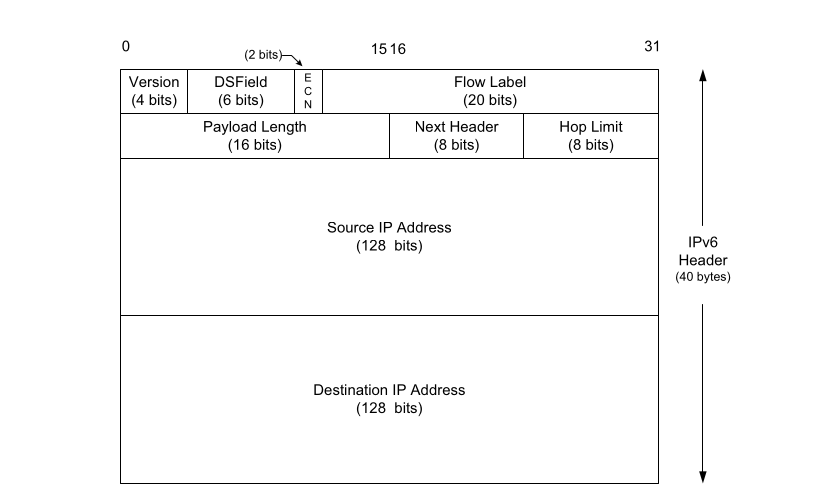 0 15 16 31
(2 bits)
Version
(4 bits)
DSField
(6 bits)
E
C
N
Flow Label
(20 bits)
Payload Length
(16 bits)
Next Header
(8 bits)
Hop Limit
(8 bits)
Source IP Address
(128 bits)
IPv6
Header
(40 bytes)
Destination IP Address
(128 bits)